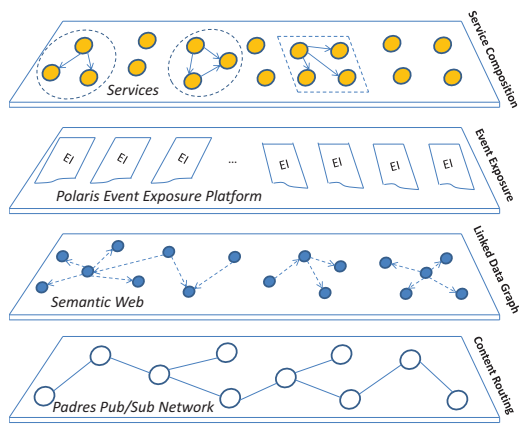 Services
Service Composition
EI EI EI ... EI EI EI EI
Polaris Event Exposure Platform
Event Exposure
Semantic Web
Linked Data Graph
Padres Pub/Sub Network
Content Routing